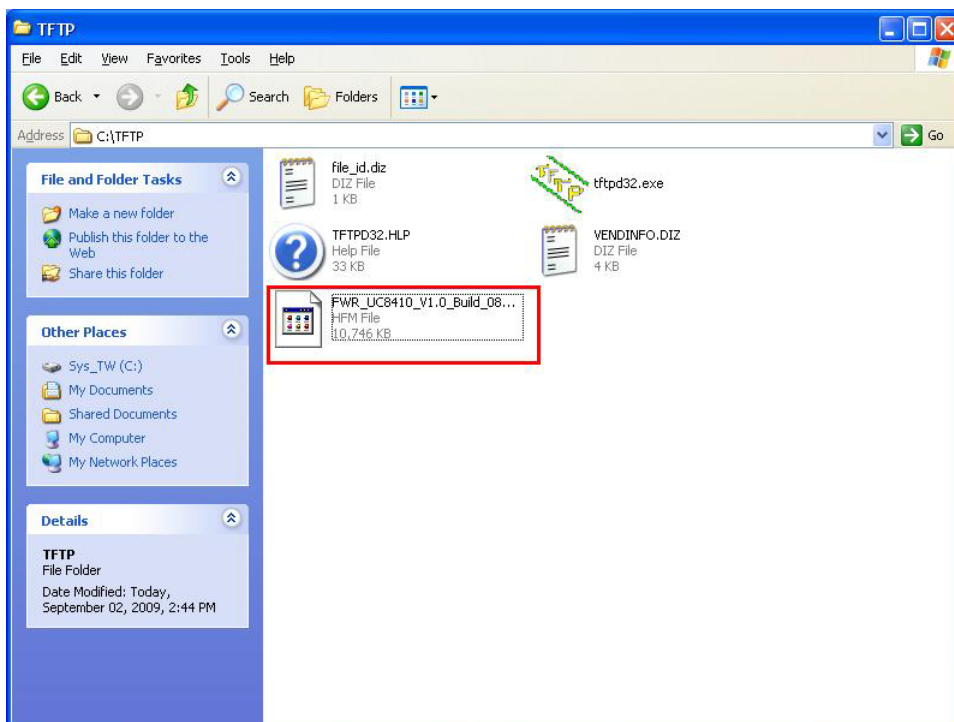 TFTP
File Edit View Favorites Tools Help
Back Search Folders
Address C:\TFTP Go
File and Folder Tasks
Make a new folder
Publish this folder to the
Web
Share this folder
Other Places
Sys_TW (C:)
My Documents
Shared Documents
My Computer
My Network Places
Details
TFTP
File Folder
Date Modified: Today,
September 02, 2009, 2:44 PM
file_id.diz
DIZ File
1 KB
TFTP
tftpd32.exe
TFTPD32.HLP
Help File
33 KB
VENDINFO.DIZ
DIZ File
4 KB
FWR_UC8410_V1.0_Build_08...
HFM File
10,746 KB